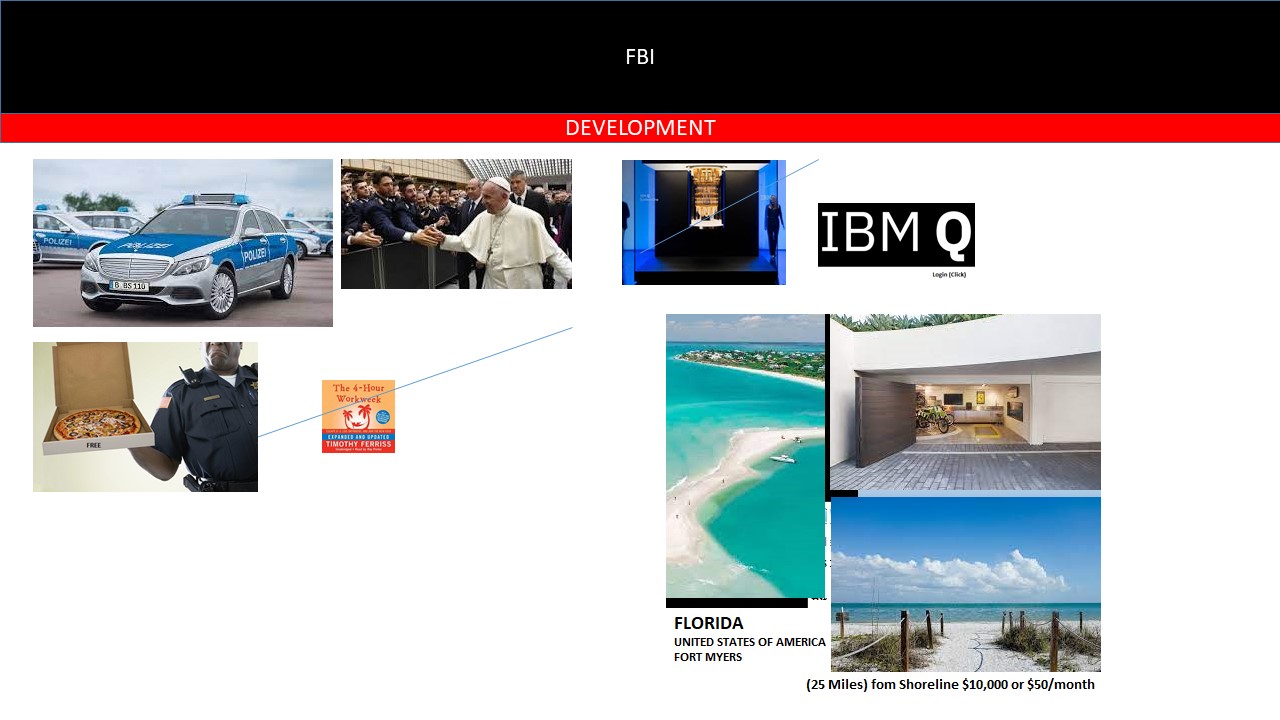 FBI
DEVELOPMENT
POLIZEI
POLIZEI
POLIZEI
B BS 110
IBM Q
Login (Click)
FREE
The 4-Hour
Workweek
EXPANDED AND UPDATED
TIMOTHY FERRISS
FLORIDA
UNITED STATES OF AMERICA
FORT MYERS
(25 Miles) fom Shoreline $10,000 or $50/month